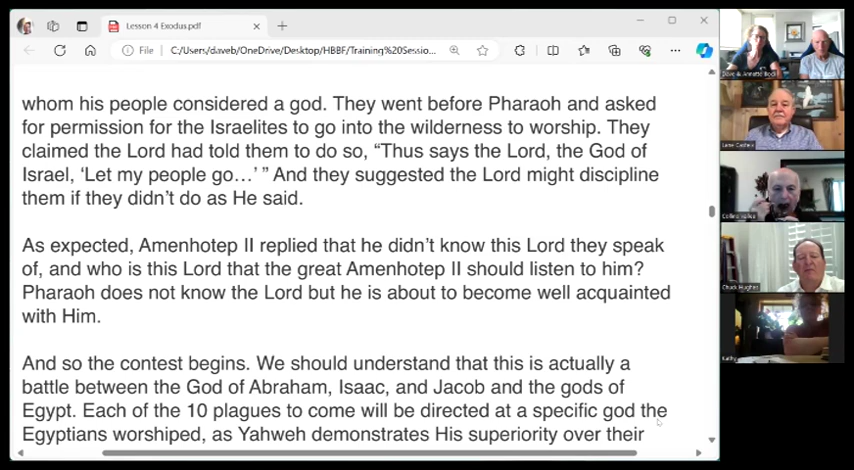 Lesson 4 Exodus.pdf
File
C:/Users/daveb/OneDrive/Desktop/HBBF/Training%20Sessio...
whom his people considered a god. They went before Pharaoh and asked
for permission for the Israelites to go into the wilderness to worship. They
claimed the Lord had told them to do so, “Thus says the Lord, the God of
Israel, ‘Let my people go…’ ” And they suggested the Lord might discipline
them if they didn’t do as He said.
As expected, Amenhotep II replied that he didn’t know this Lord they speak
of, and who is this Lord that the great Amenhotep II should listen to him?
Pharaoh does not know the Lord but he is about to become well acquainted
with Him.
And so the contest begins. We should understand that this is actually a
battle between the God of Abraham, Isaac, and Jacob and the gods of
Egypt. Each of the 10 plagues to come will be directed at a specific god the
Egyptians worshiped, as Yahweh demonstrates His superiority over their
Dave & Annette
Collins
Chuck Hughes
Kathy